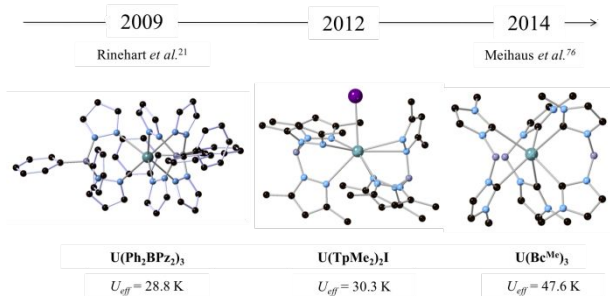 2009 2012 2014
Rinehart et al.21 Meihaus et al.76
U(Ph2BPz2)3 U(TpMe2)2I U(BcMe)3
Ueff = 28.8 K Ueff = 30.3 K Ueff = 47.6 K